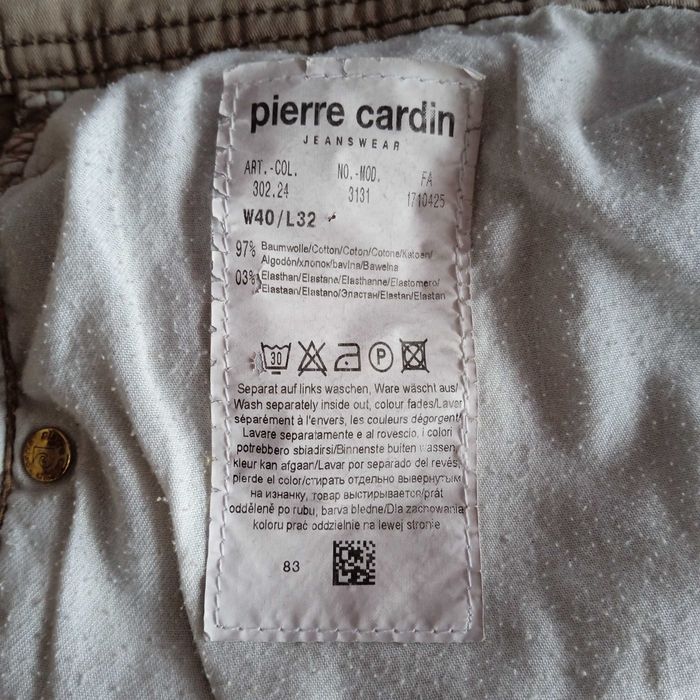 pierre cardin
JEANSWEAR
ART.-COL. NO.-MOD. FA
302.24 3131 1710425
W40/L32
97% Baumwolle/Cotton/Coton/Cotone/Katoen/
Algodón/хлопок/bavlna/Bawełna
03% Elasthan/Elastane/Elasthanne/Elastomero/
Elastaan/Elastano/Эластан/Elastan/Elastan
30 P
Separat auf links waschen, Ware wäscht aus/
Wash separately inside out, colour fades/Laver
séparément à l'envers, les couleurs dégorgent/
Lavare separatamente e al rovescio, i colori
potrebbero sbiadirsi/Binnenste buiten wassen,
kleur kan afgaan/Lavar por separado del revés,
pierde el color/стирать отдельно вывернутым
на изнанку, товар выстирывается/prát
odděleně po rubu, barva bledne/Dla zachowania
koloru prać oddzielnie na lewej stronie
83